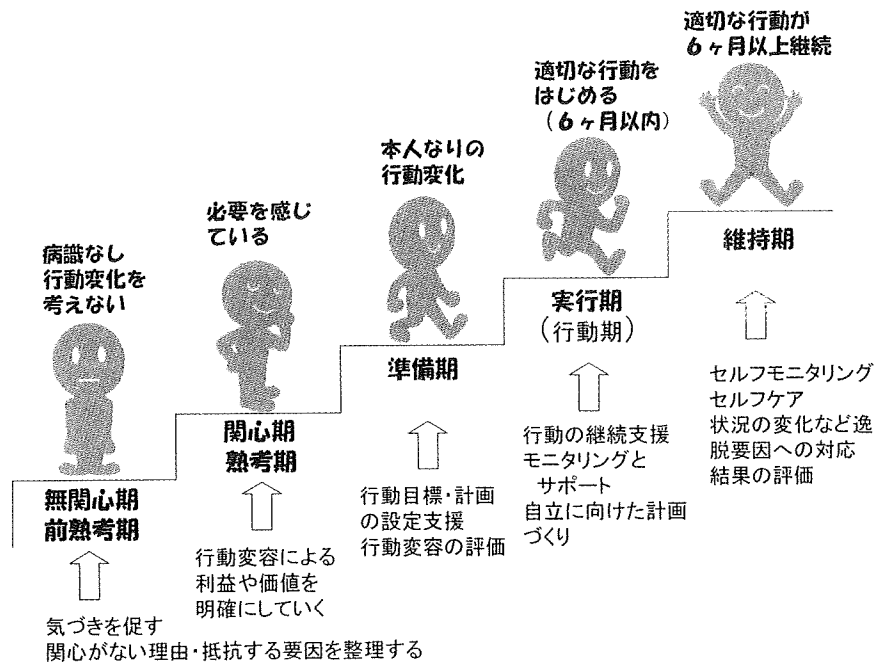 病識なし
行動変化を
考えない
無関心期
前熟考期
気づきを促す
関心がない理由・抵抗する要因を整理する
必要を感じ
ている
関心期
熟考期
行動変容による
利益や価値を
明確にしていく
本人なりの
行動変化
準備期
行動目標・計画
の設定支援
行動変容の評価
適切な行動を
はじめる
(6ヶ月以内)
実行期
(行動期)
行動の継続支援
モニタリングと
サポート
自立に向けた計画
づくり
適切な行動が
6ヶ月以上継続
維持期
セルフモニタリング
セルフケア
状況の変化など逸
脱要因への対応
結果の評価